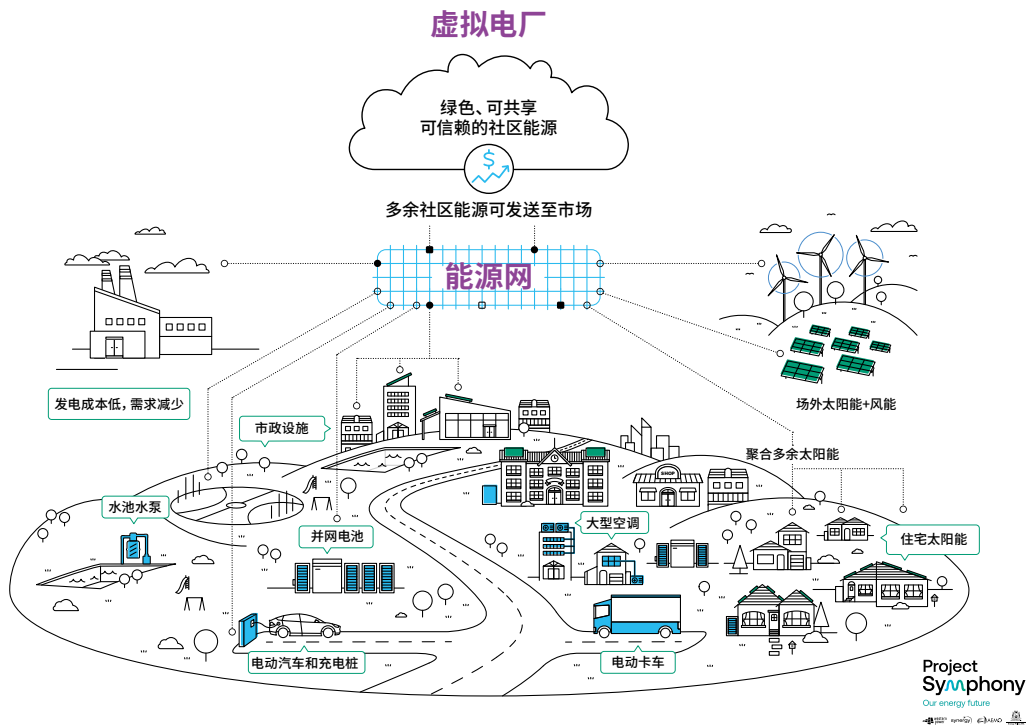 虚拟电厂
绿色、可共享
可信赖的社区能源
$
多余社区能源可发送至市场
能源网
发电成本低，需求减少
市政设施
场外太阳能+风能
聚合多余太阳能
SHOP
水池水泵
并网电池
大型空调
住宅太阳能
电动汽车和充电桩
电动卡车
Project
Symphony
Our energy future
western power
synergy
AEMO